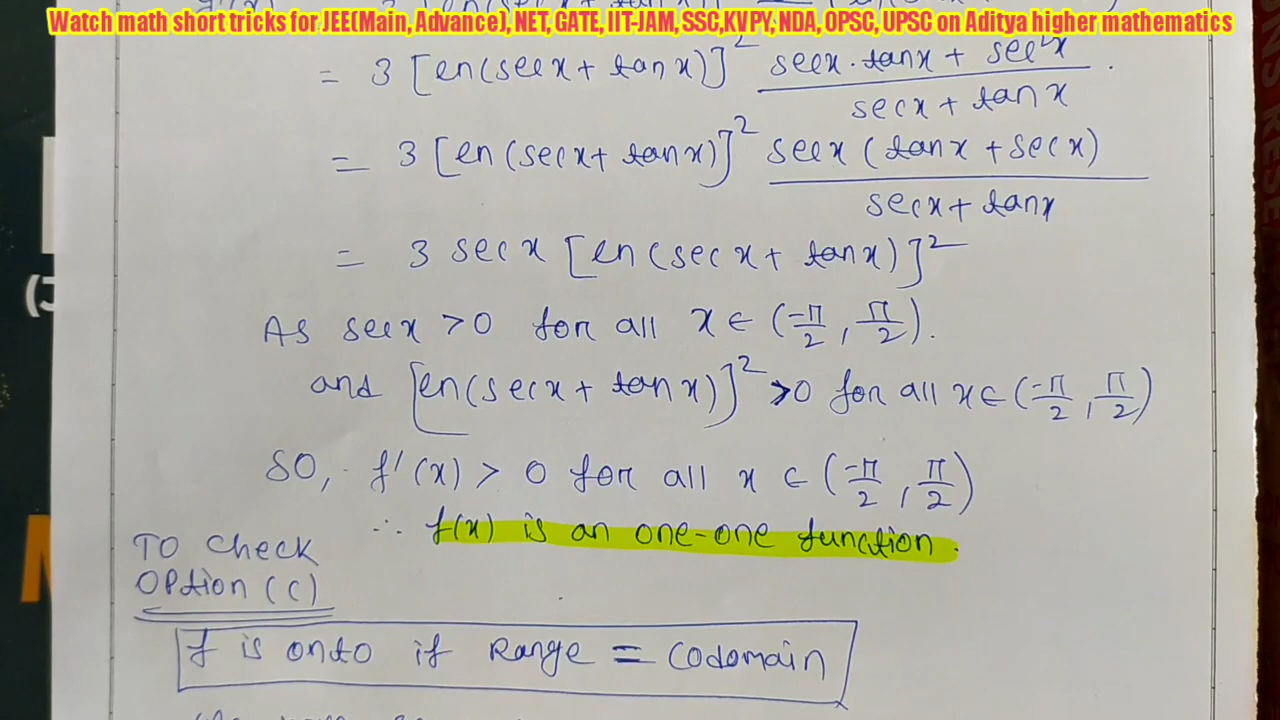 Watch math short tricks for JEE(Main, Advance), NET, GATE, IIT-JAM, SSC,KVPY, NDA, OPSC, UPSC on Aditya higher mathematics
= 3 [ln(secx + tanx)]² (secx·tanx + sec²x) / (secx + tanx).
= 3 [ln(secx + tanx)]² secx (tanx + secx) / (secx + tanx)
= 3 secx [ln(secx + tanx)]²
As secx > 0 for all x ∈ (-π/2, π/2).
and [ln(secx + tanx)]² >0 for all x ∈ (-π/2, π/2)
SO, f'(x) > 0 for all x ∈ (-π/2, π/2)
∴ f(x) is an one-one function.
TO Check
Option (C)
f is onto if Range = Codomain